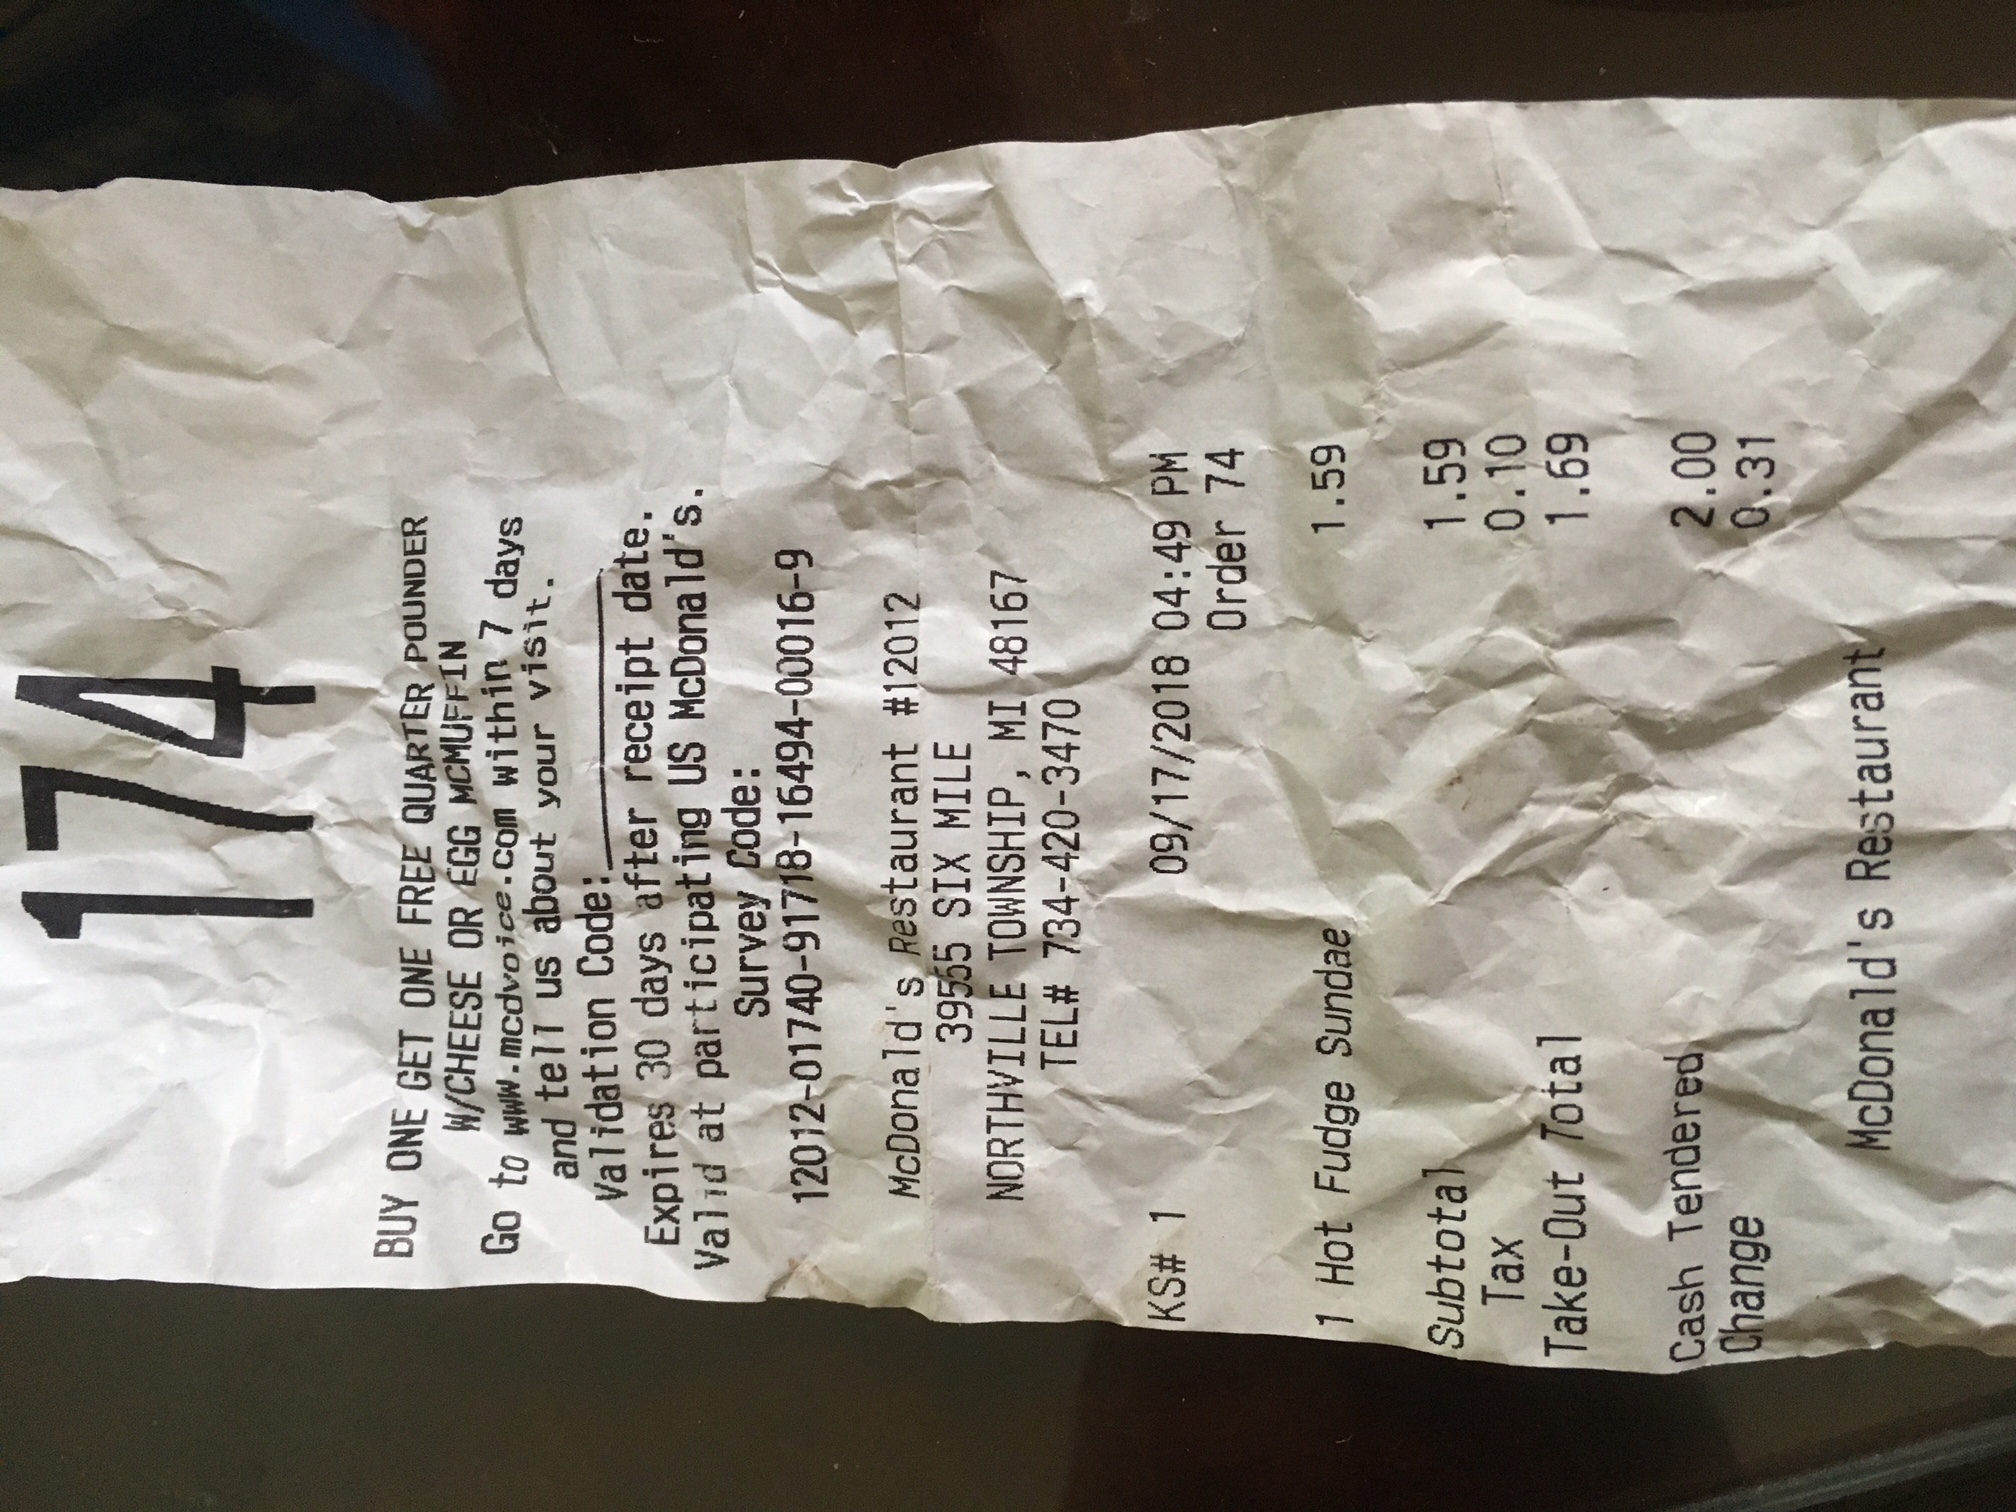 174
BUY ONE GET ONE FREE QUARTER POUNDER
W/CHEESE OR EGG MCMUFFIN
Go to www.mcdvoice.com within 7 days
and tell us about your visit.
Validation Code:
Expires 30 days after receipt date.
Valid at participating US McDonald's.
Survey Code:
12012-01740-91718-16494-00016-9
McDonald's Restaurant #12012
39555 SIX MILE
NORTHVILLE TOWNSHIP, MI 48167
TEL# 734-420-3470
KS# 1 09/17/2018 04:49 PM
Order 74
1 Hot Fudge Sundae 1.59
Subtotal 1.59
Tax 0.10
Take-Out Total 1.69
Cash Tendered 2.00
Change 0.31
McDonald's Restaurant